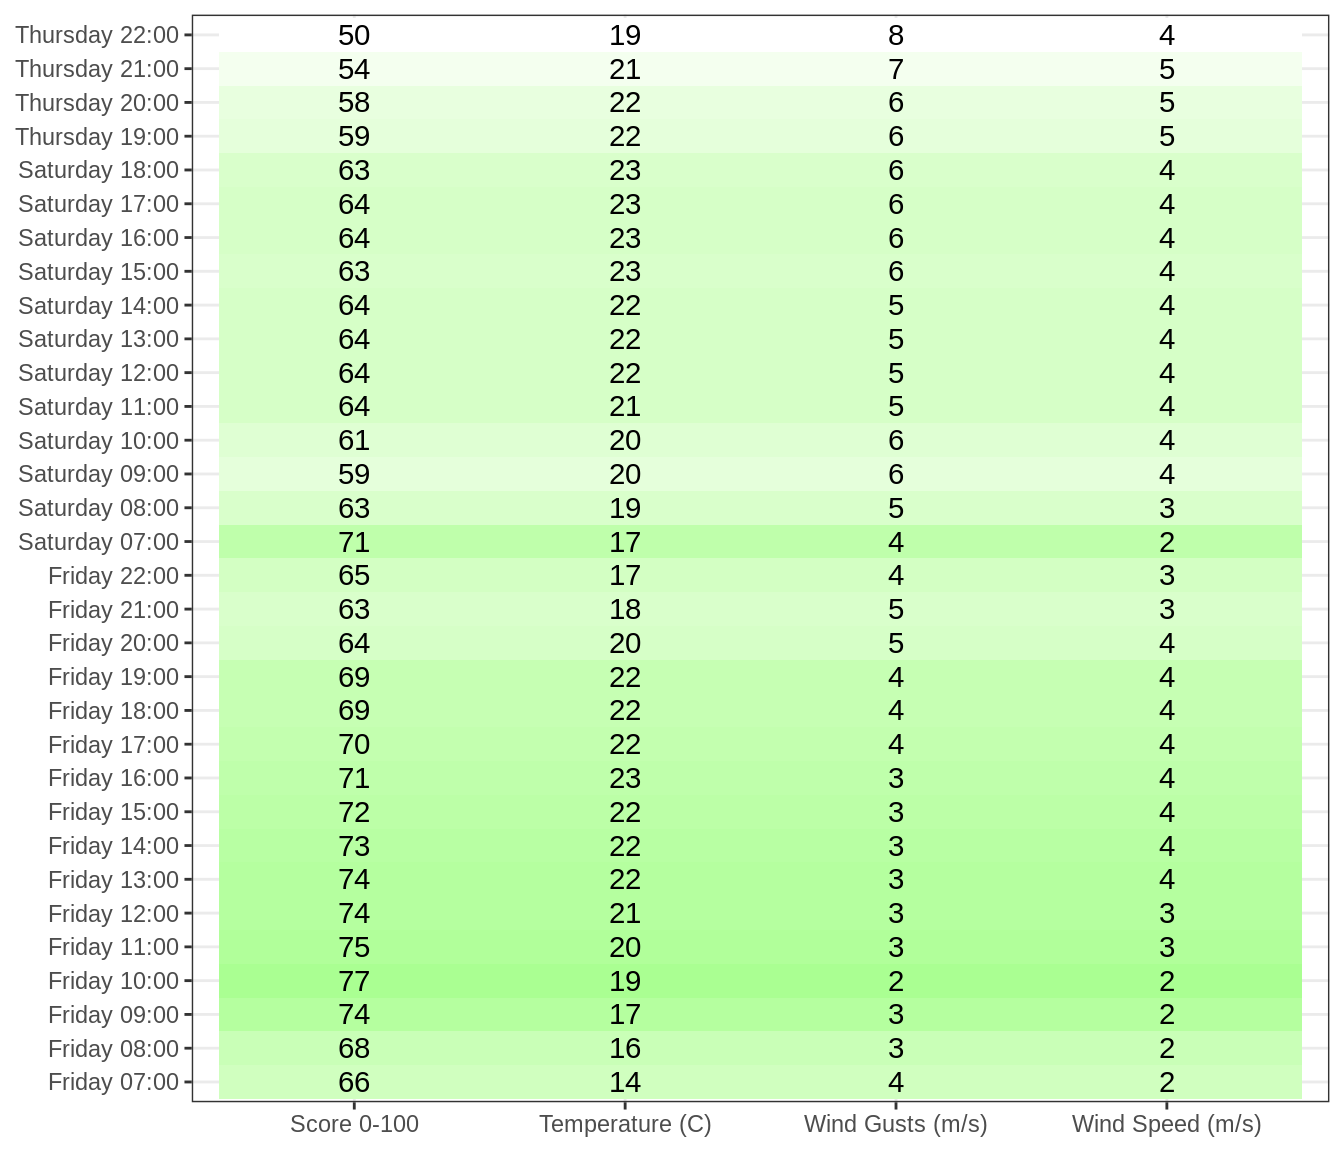 Thursday 22:00 50 19 8 4
Thursday 21:00 54 21 7 5
Thursday 20:00 58 22 6 5
Thursday 19:00 59 22 6 5
Saturday 18:00 63 23 6 4
Saturday 17:00 64 23 6 4
Saturday 16:00 64 23 6 4
Saturday 15:00 63 23 6 4
Saturday 14:00 64 22 5 4
Saturday 13:00 64 22 5 4
Saturday 12:00 64 22 5 4
Saturday 11:00 64 21 5 4
Saturday 10:00 61 20 6 4
Saturday 09:00 59 20 6 4
Saturday 08:00 63 19 5 3
Saturday 07:00 71 17 4 2
Friday 22:00 65 17 4 3
Friday 21:00 63 18 5 3
Friday 20:00 64 20 5 4
Friday 19:00 69 22 4 4
Friday 18:00 69 22 4 4
Friday 17:00 70 22 4 4
Friday 16:00 71 23 3 4
Friday 15:00 72 22 3 4
Friday 14:00 73 22 3 4
Friday 13:00 74 22 3 4
Friday 12:00 74 21 3 3
Friday 11:00 75 20 3 3
Friday 10:00 77 19 2 2
Friday 09:00 74 17 3 2
Friday 08:00 68 16 3 2
Friday 07:00 66 14 4 2
Score 0-100 Temperature (C) Wind Gusts (m/s) Wind Speed (m/s)